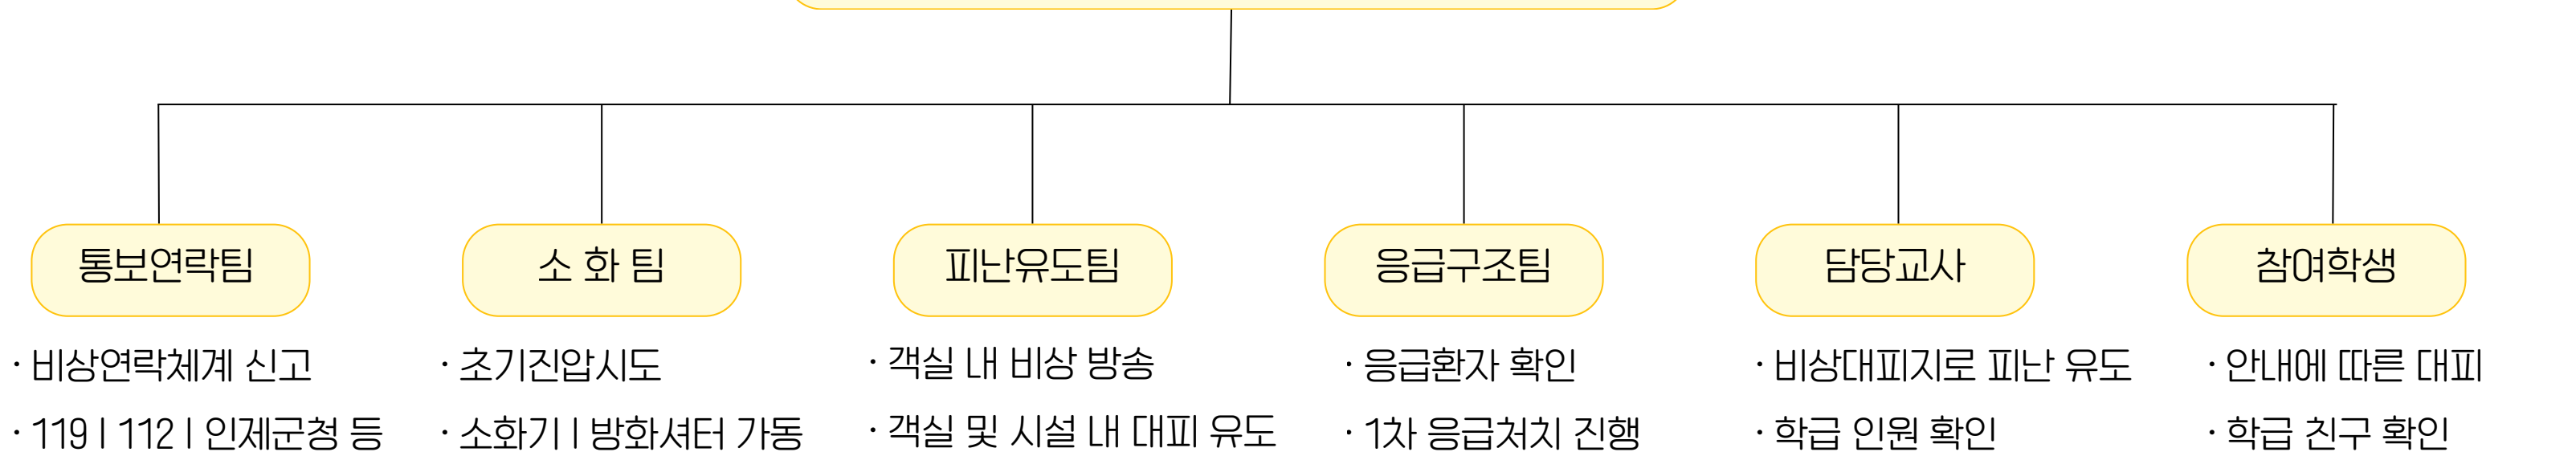 통보연락팀
· 비상연락체계 신고
· 119 | 112 | 인제군청 등
소 화 팀
· 초기진압시도
· 소화기 | 방화셔터 가동
피난유도팀
· 객실 내 비상 방송
· 객실 및 시설 내 대피 유도
응급구조팀
· 응급환자 확인
· 1차 응급처치 진행
담당교사
· 비상대피지로 피난 유도
· 학급 인원 확인
참여학생
· 안내에 따른 대피
· 학급 친구 확인